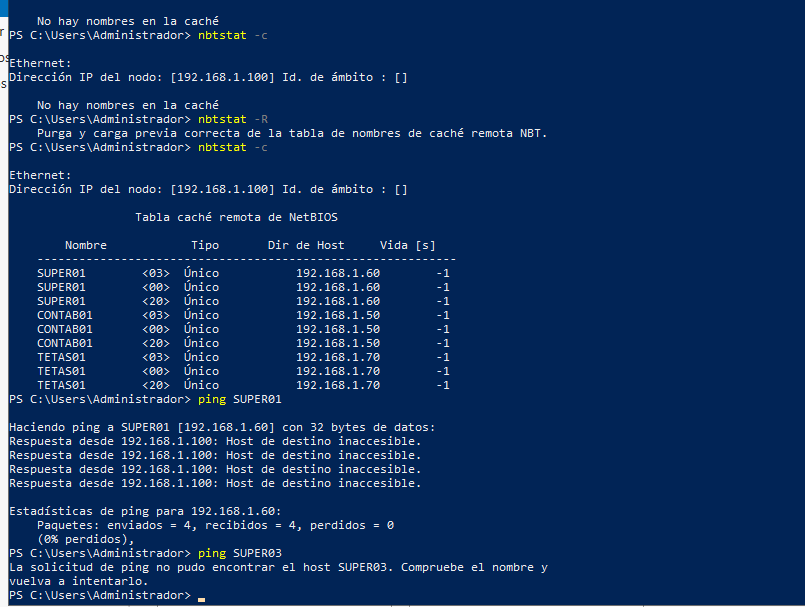 No hay nombres en la caché
PS C:\Users\Administrador> nbtstat -c
Ethernet:
Dirección IP del nodo: [192.168.1.100] Id. de ámbito : []
No hay nombres en la caché
PS C:\Users\Administrador> nbtstat -R
Purga y carga previa correcta de la tabla de nombres de caché remota NBT.
PS C:\Users\Administrador> nbtstat -c
Ethernet:
Dirección IP del nodo: [192.168.1.100] Id. de ámbito : []
Tabla caché remota de NetBIOS
Nombre Tipo Dir de Host Vida [s]
------------------------------------------------------------
SUPER01 <03> Único 192.168.1.60 -1
SUPER01 <00> Único 192.168.1.60 -1
SUPER01 <20> Único 192.168.1.60 -1
CONTAB01 <03> Único 192.168.1.50 -1
CONTAB01 <00> Único 192.168.1.50 -1
CONTAB01 <20> Único 192.168.1.50 -1
TETAS01 <03> Único 192.168.1.70 -1
TETAS01 <00> Único 192.168.1.70 -1
TETAS01 <20> Único 192.168.1.70 -1
PS C:\Users\Administrador> ping SUPER01
Haciendo ping a SUPER01 [192.168.1.60] con 32 bytes de datos:
Respuesta desde 192.168.1.100: Host de destino inaccesible.
Respuesta desde 192.168.1.100: Host de destino inaccesible.
Respuesta desde 192.168.1.100: Host de destino inaccesible.
Respuesta desde 192.168.1.100: Host de destino inaccesible.
Estadísticas de ping para 192.168.1.60:
Paquetes: enviados = 4, recibidos = 4, perdidos = 0
(0% perdidos),
PS C:\Users\Administrador> ping SUPER03
La solicitud de ping no pudo encontrar el host SUPER03. Compruebe el nombre y
vuelva a intentarlo.
PS C:\Users\Administrador> _